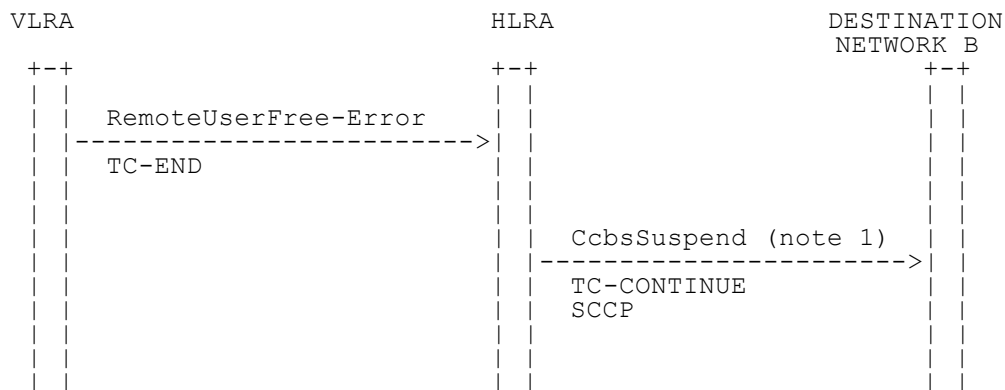 VLRA HLRA DESTINATION
NETWORK B
RemoteUserFree-Error
TC-END
CcbsSuspend (note 1)
TC-CONTINUE
SCCP